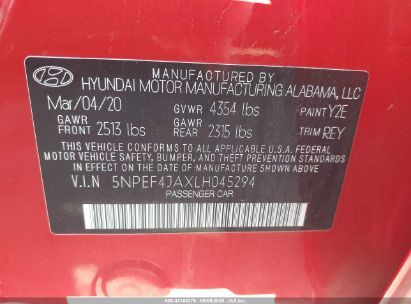 MANUFACTURED BY
HYUNDAI MOTOR MANUFACTURING ALABAMA, LLC
Mar/04/20 GVWR 4354 lbs PAINT Y2E
GAWR FRONT 2513 lbs GAWR REAR 2315 lbs TRIM REY
THIS VEHICLE CONFORMS TO ALL APPLICABLE U.S. FEDERAL
MOTOR VEHICLE SAFETY, BUMPER, AND THEFT PREVENTION STANDARDS
IN EFFECT ON THE DATE OF MANUFACTURE SHOWN ABOVE.
V.I.N 5NPEF4JAXLH045294
PASSENGER CAR